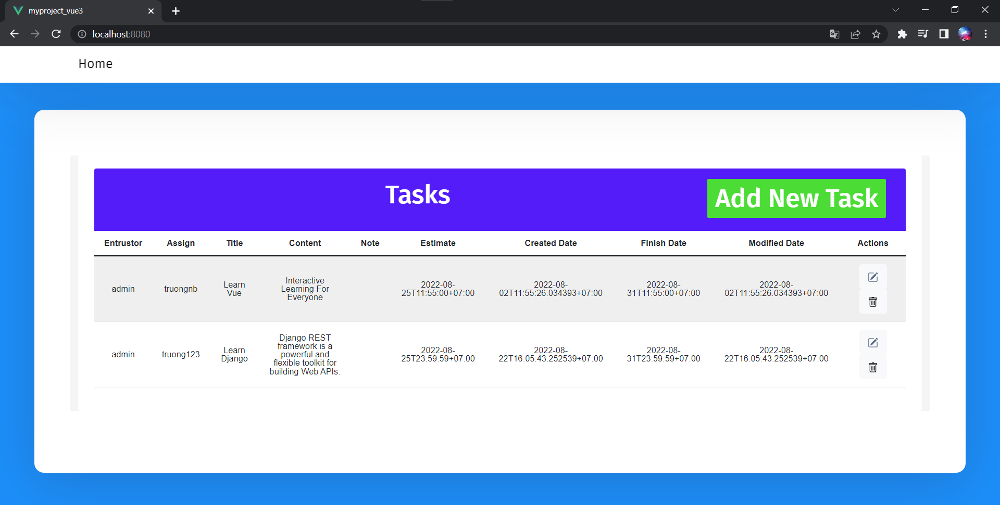 myproject_vue3
localhost:8080
Home
Tasks
Add New Task
Entrustor Assign Title Content Note Estimate Created Date Finish Date Modified Date Actions
admin
truongnb
Learn
Vue
Interactive
Learning For
Everyone
2022-08-
25T11:55:00+07:00
2022-08-
02T11:55:26.034393+07:00
2022-08-
31T11:55:00+07:00
2022-08-
02T11:55:26.034393+07:00
admin
truong123
Learn
Django
Django REST
framework is a
powerful and
flexible toolkit for
building Web APIs.
2022-08-
25T23:59:59+07:00
2022-08-
22T16:05:43.252539+07:00
2022-08-
31T23:59:59+07:00
2022-08-
22T16:05:43.252539+07:00